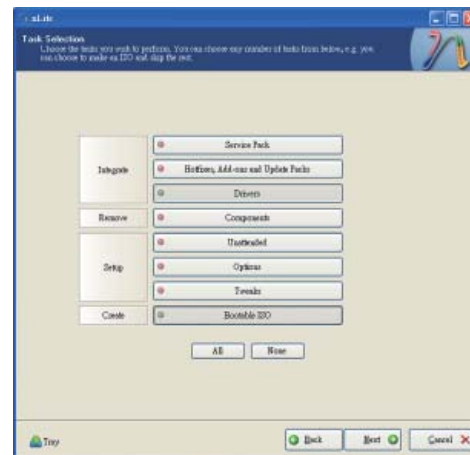 nLite
Task Selection
Choose the tasks you wish to perform. You can choose any number of tasks from below, e.g. you
can choose to make an ISO and skip the rest.
Integrate
Service Pack
Hotfixes, Add-ons and Update Packs
Drivers
Remove
Components
Setup
Unattended
Options
Tweaks
Create
Bootable ISO
All
None
Tray
Back
Next
Cancel